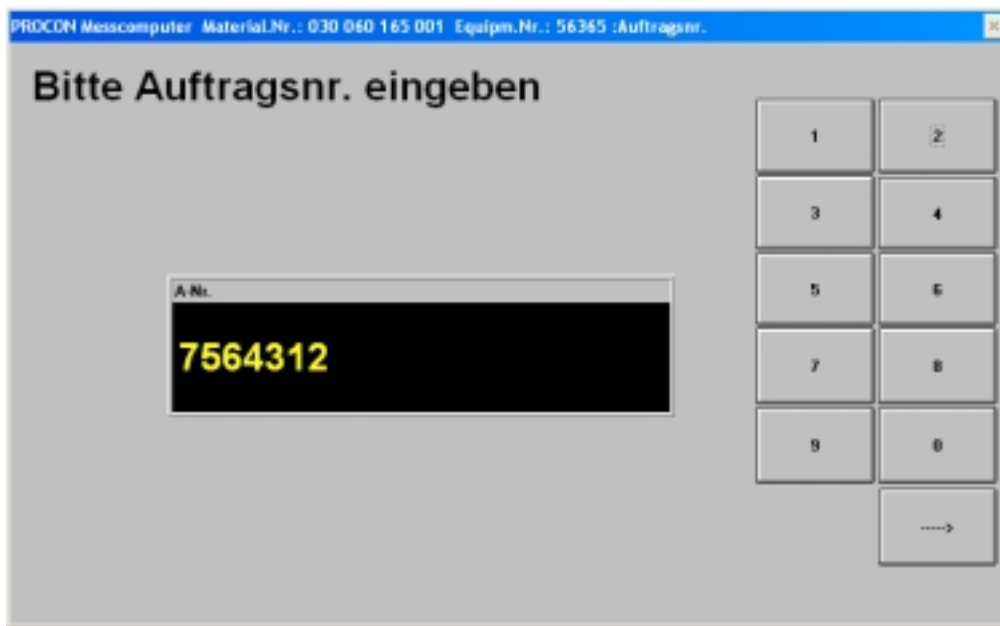 PROCON Messcomputer Material.Nr.: 030 060 165 001 Equipm.Nr.: 56365 :Auftragsnr.
Bitte Auftragsnr. eingeben
1 2
3 4
A-Nr.
5 6
7564312
7 8
9 0
----->